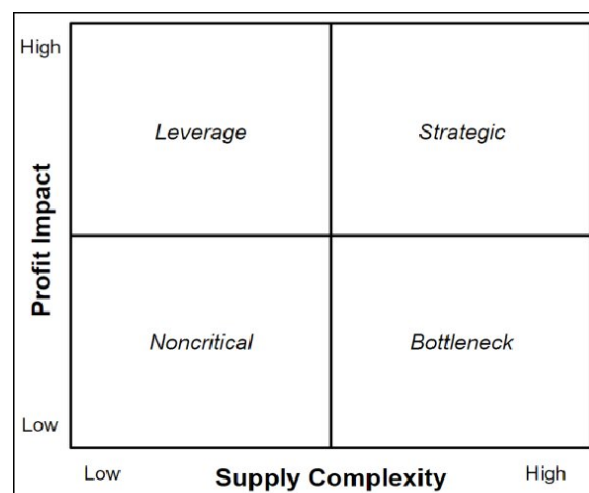 High
Leverage
Strategic
Profit Impact
Noncritical
Bottleneck
Low
Low
Supply Complexity
High